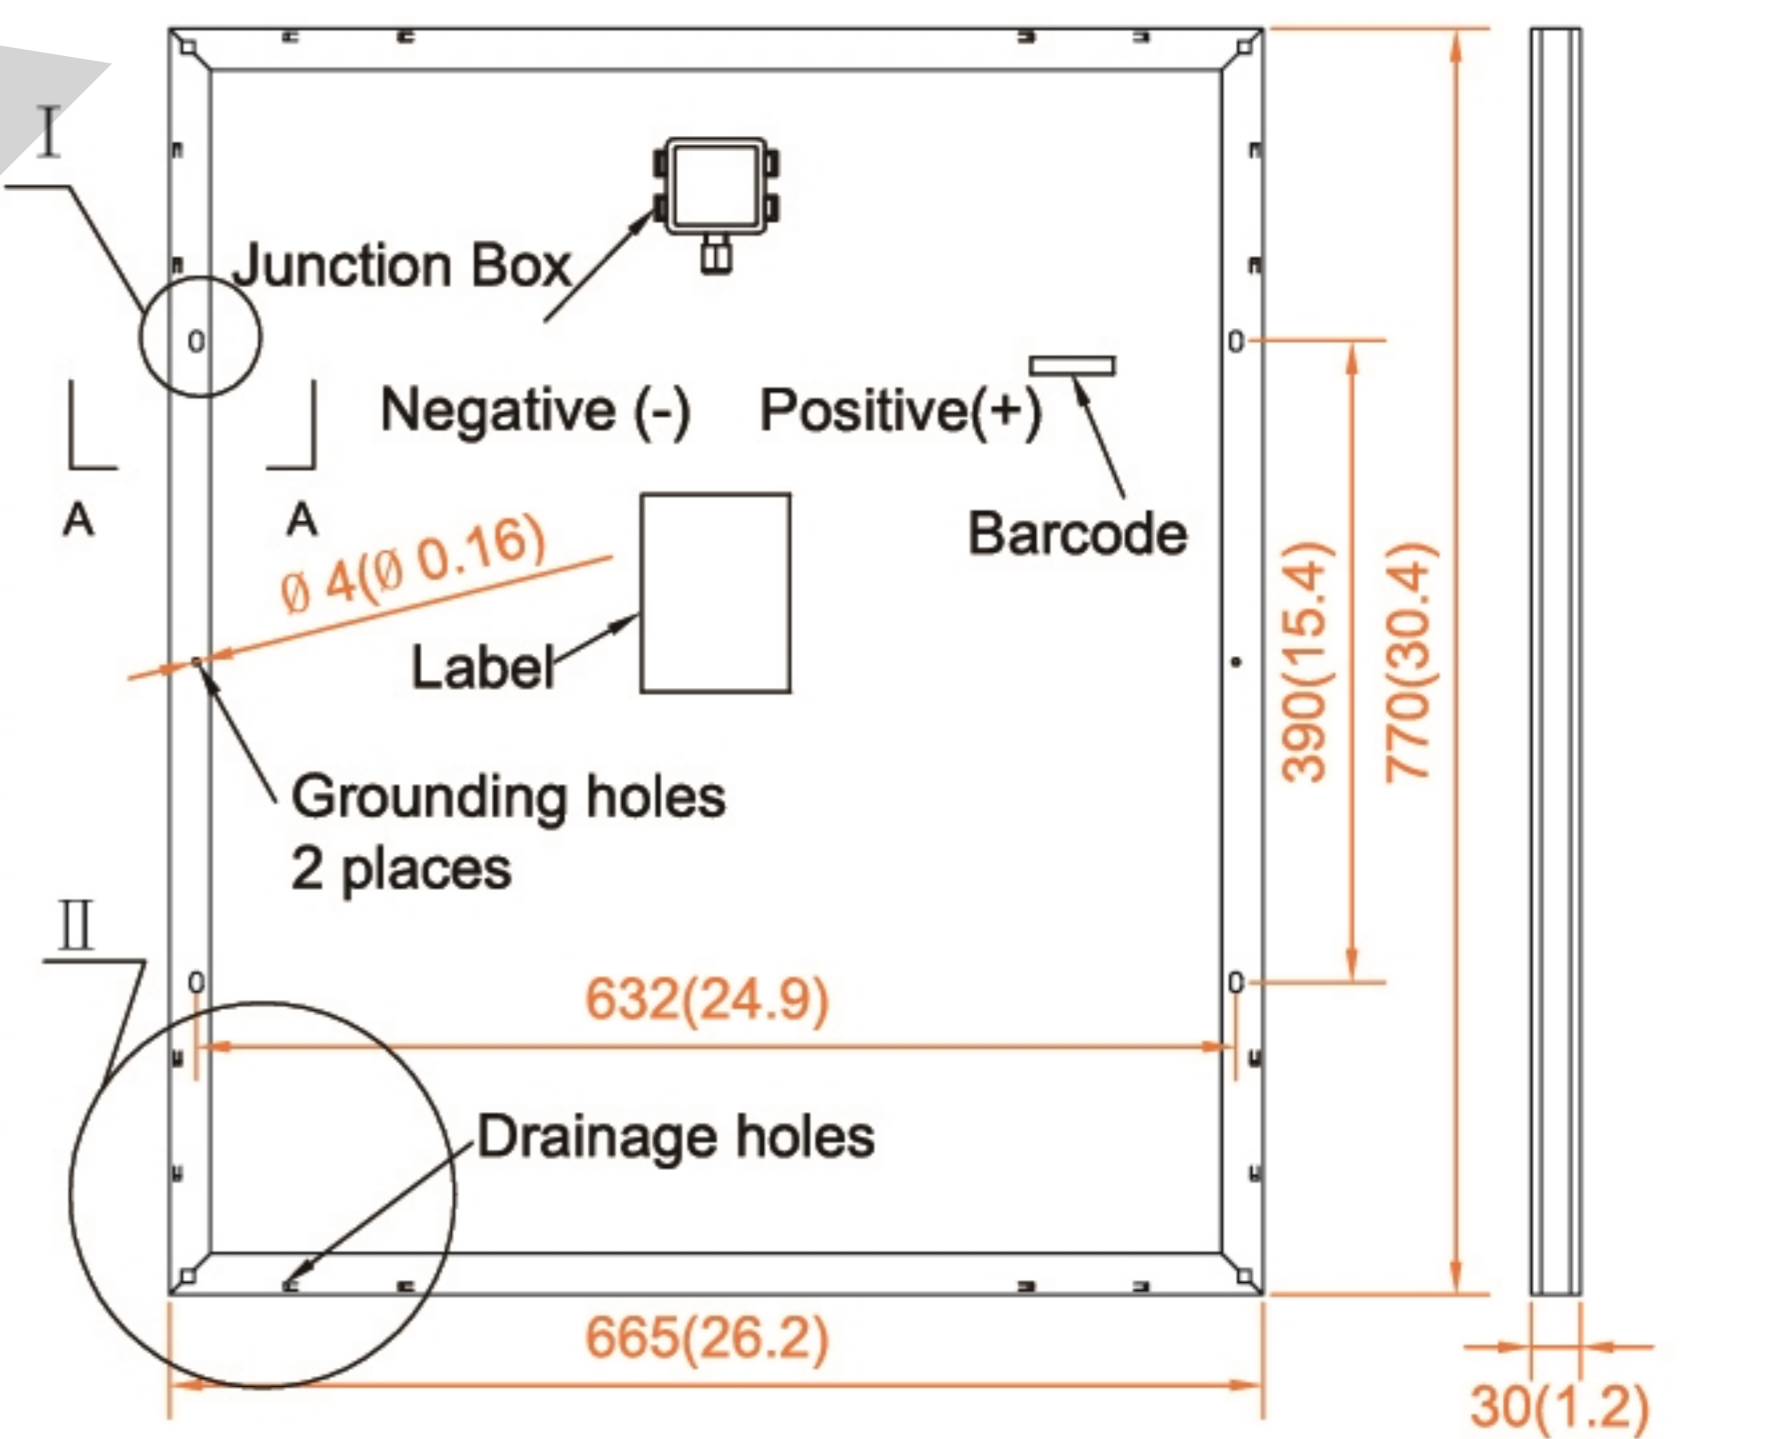 I
Junction Box
Negative (-) Positive(+)
A A
Ø 4(Ø 0.16)
Barcode
Label
390(15.4)
770(30.4)
Grounding holes
2 places
II
632(24.9)
Drainage holes
665(26.2)
30(1.2)